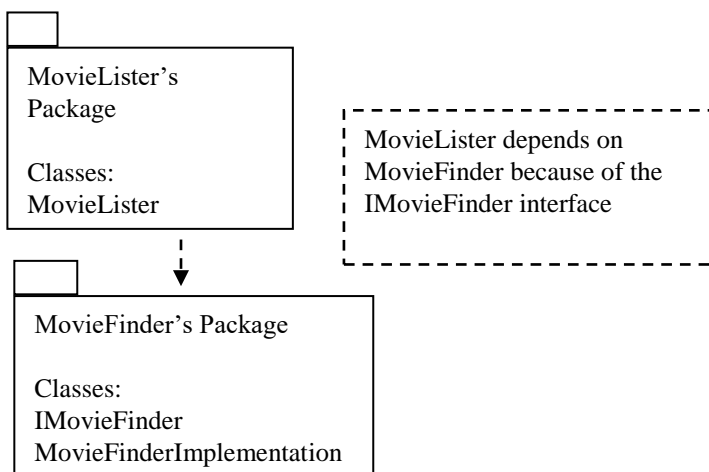 MovieLister’s
Package
Classes:
MovieLister
MovieLister depends on
MovieFinder because of the
IMovieFinder interface
MovieFinder’s Package
Classes:
IMovieFinder
MovieFinderImplementation